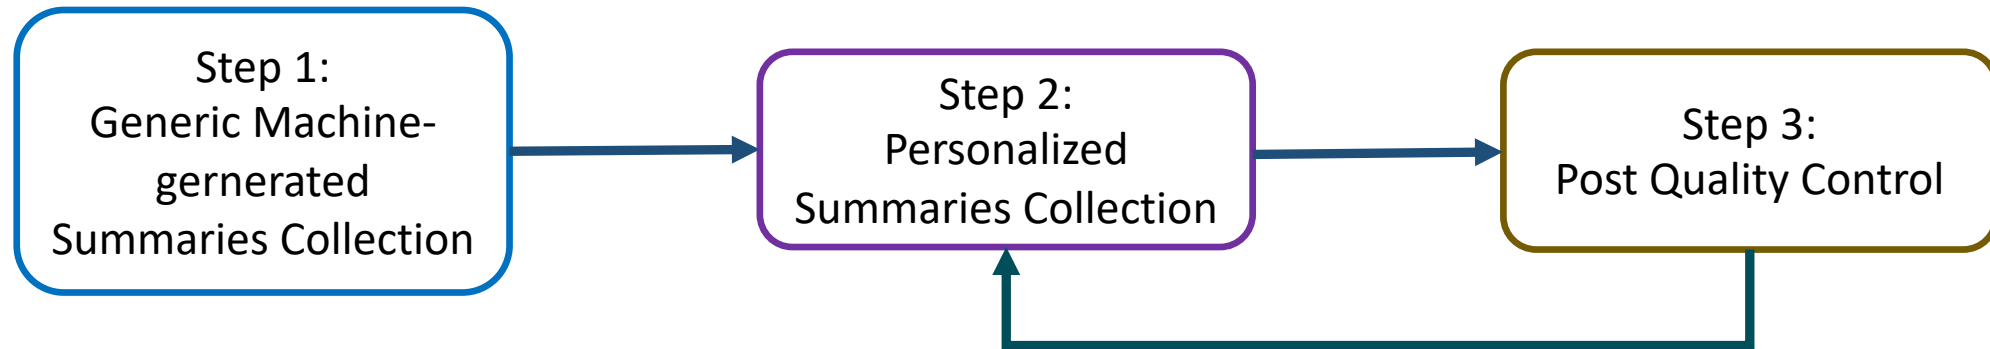 Step 1:
Generic Machine-
gernerated
Summaries Collection
Step 2:
Personalized
Summaries Collection
Step 3:
Post Quality Control